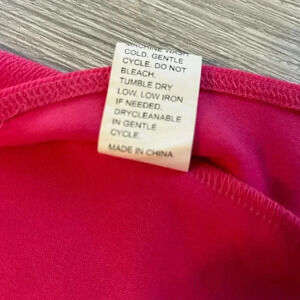 MACHINE WASH
COLD. GENTLE
CYCLE. DO NOT
BLEACH.
TUMBLE DRY
LOW. LOW IRON
IF NEEDED.
DRYCLEANABLE
IN GENTLE
CYCLE.
MADE IN CHINA